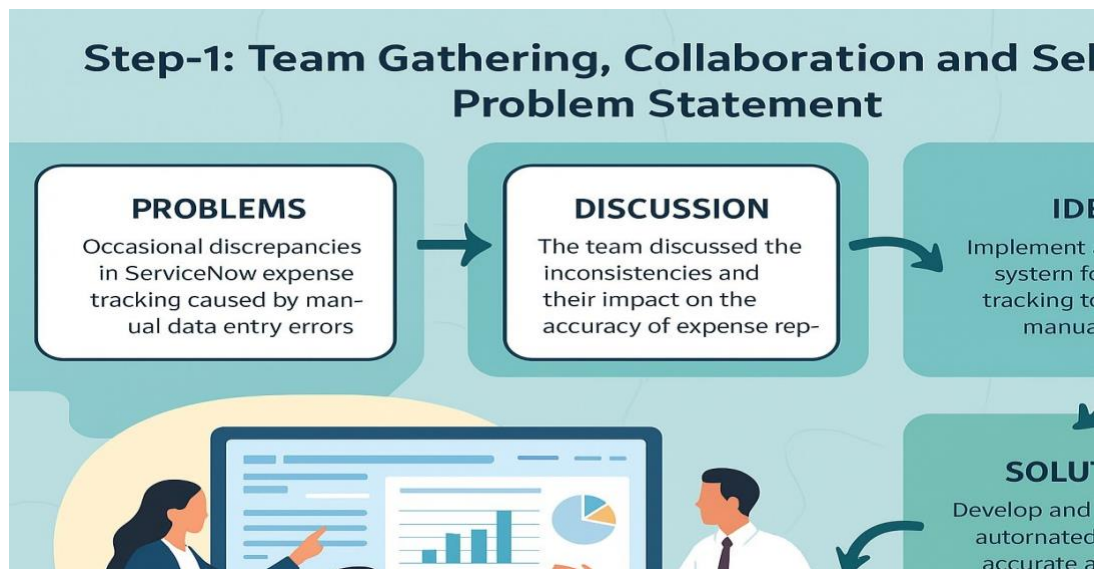 Step-1: Team Gathering, Collaboration and Sel
Problem Statement
PROBLEMS
Occasional discrepancies
in ServiceNow expense
tracking caused by man-
ual data entry errors
DISCUSSION
The team discussed the
inconsistencies and
their impact on the
accuracy of expense rep-
IDE
Implement
system fo
tracking to
manua
SOLUT
Develop and
autornated
accurate a